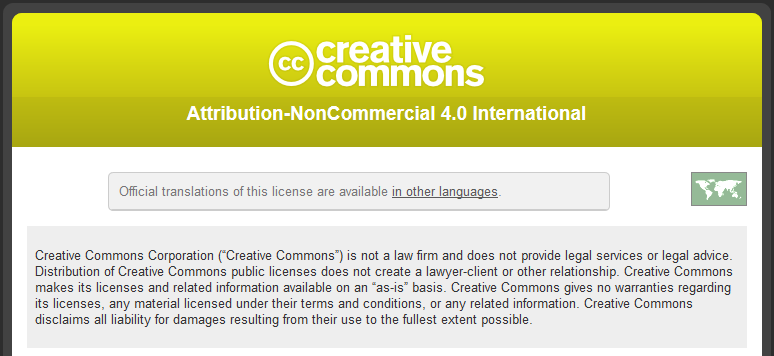 cc creative
commons
Attribution-NonCommercial 4.0 International
Official translations of this license are available in other languages.
Creative Commons Corporation (“Creative Commons”) is not a law firm and does not provide legal services or legal advice.
Distribution of Creative Commons public licenses does not create a lawyer-client or other relationship. Creative Commons
makes its licenses and related information available on an “as-is” basis. Creative Commons gives no warranties regarding
its licenses, any material licensed under their terms and conditions, or any related information. Creative Commons
disclaims all liability for damages resulting from their use to the fullest extent possible.